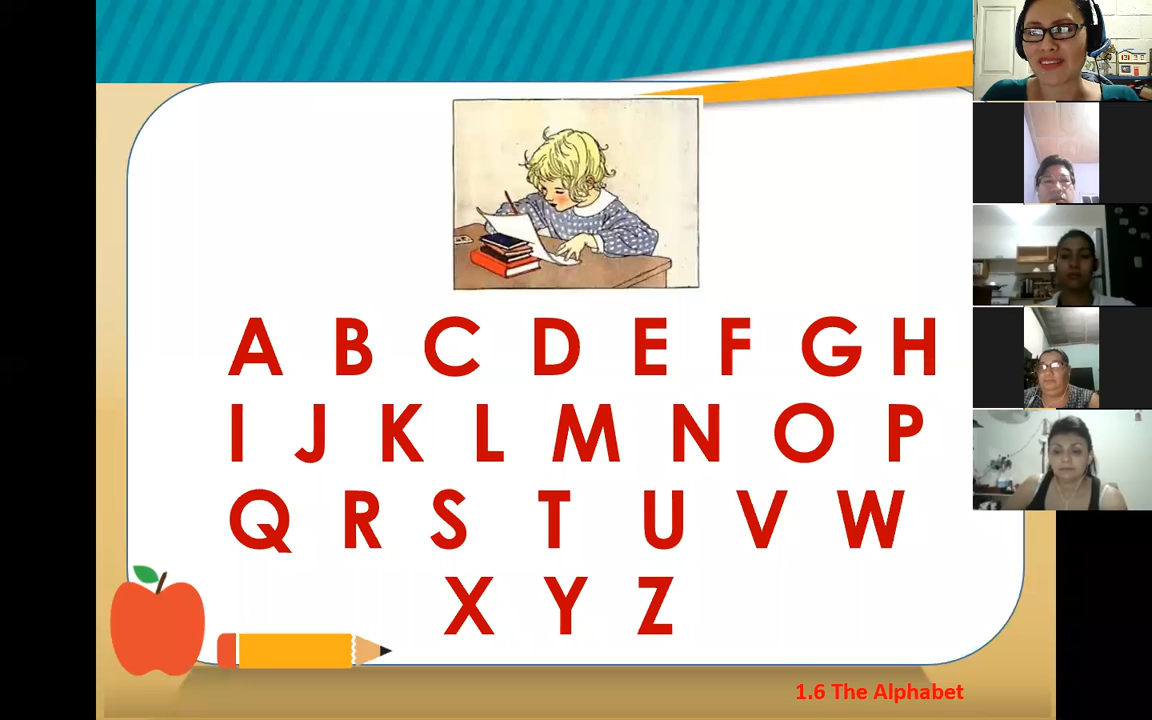 A B C D E F G H
I J K L M N O P
Q R S T U V W
X Y Z
1.6 The Alphabet